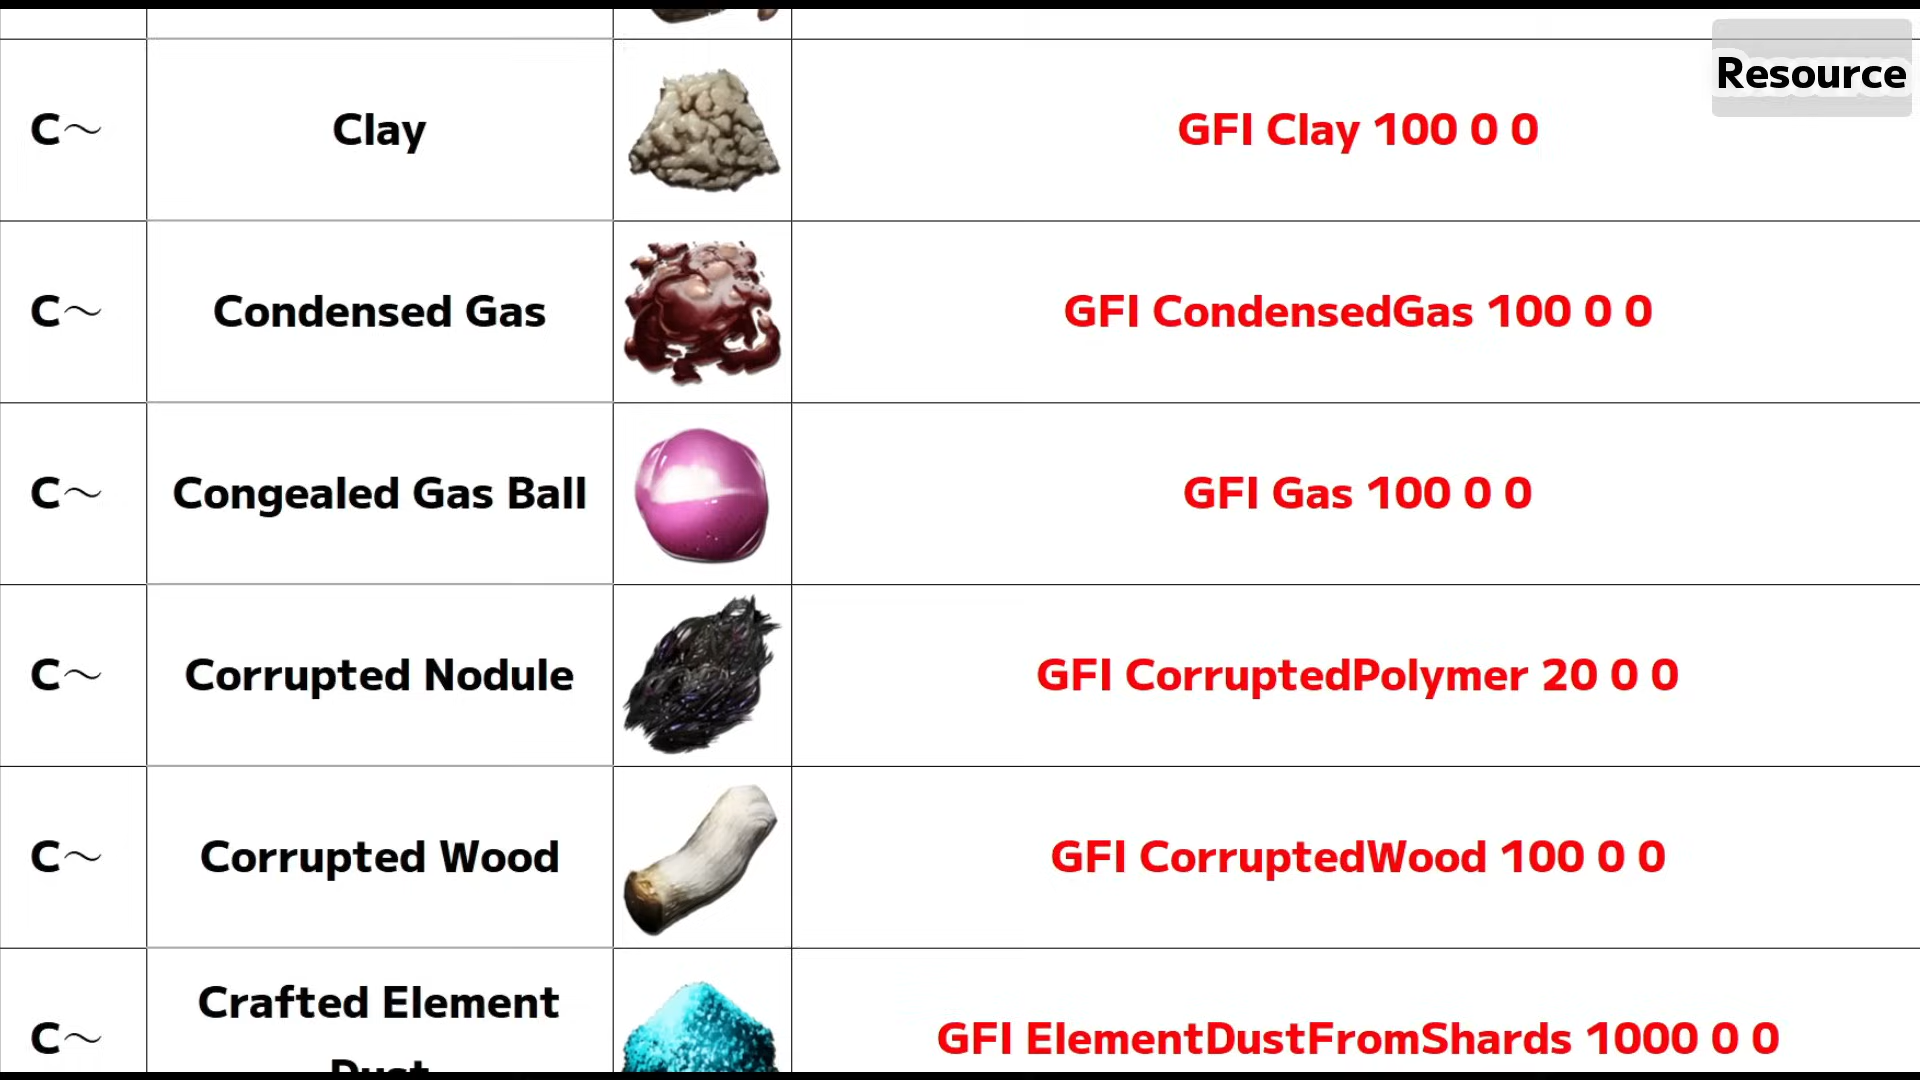 Resource
C～ Clay GFI Clay 100 0 0
C～ Condensed Gas GFI CondensedGas 100 0 0
C～ Congealed Gas Ball GFI Gas 100 0 0
C～ Corrupted Nodule GFI CorruptedPolymer 20 0 0
C～ Corrupted Wood GFI CorruptedWood 100 0 0
C～ Crafted Element GFI ElementDustFromShards 1000 0 0
Dust